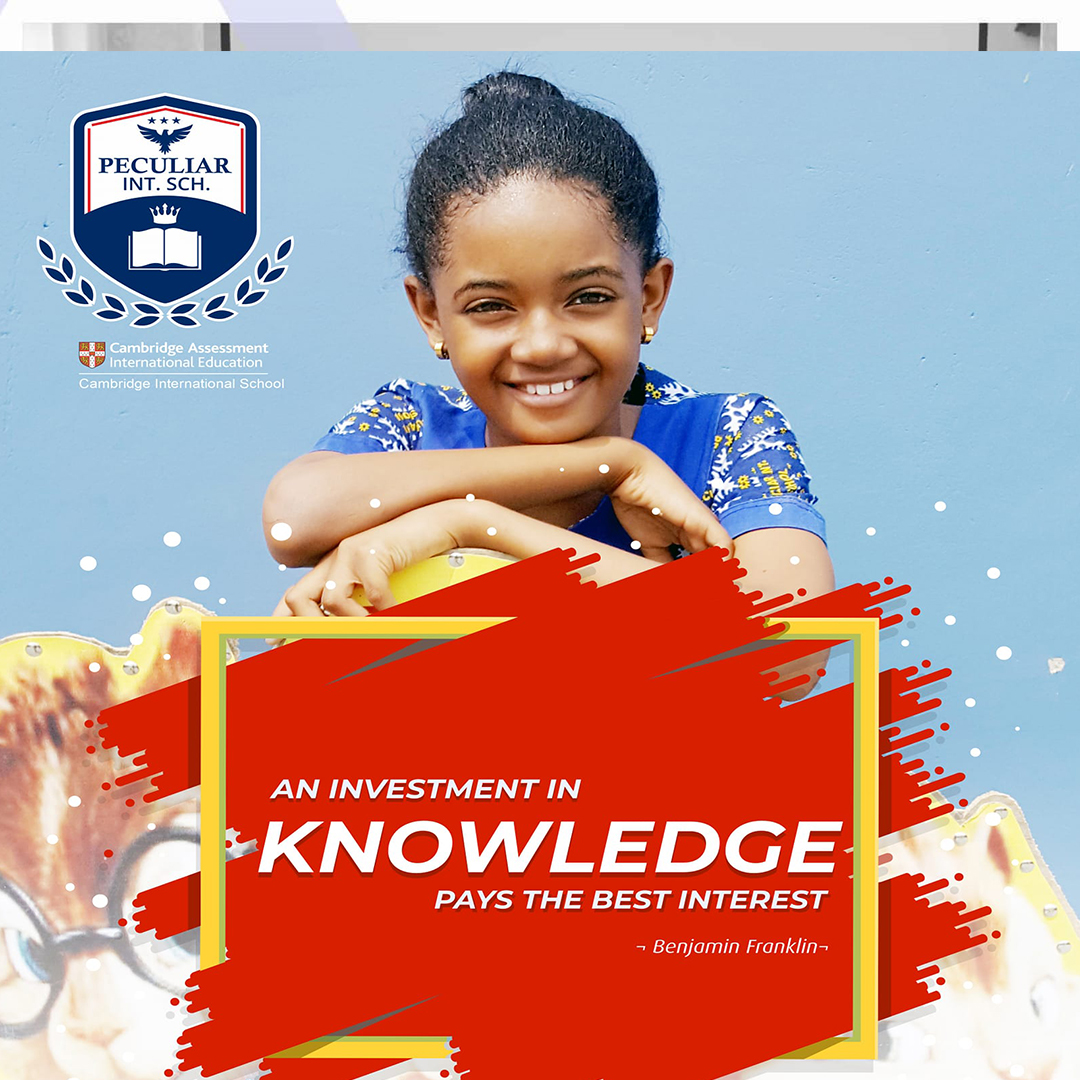 PECULIAR
INT. SCH.
Cambridge Assessment
International Education
Cambridge International School
AN INVESTMENT IN
KNOWLEDGE
PAYS THE BEST INTEREST
¬ Benjamin Franklin¬